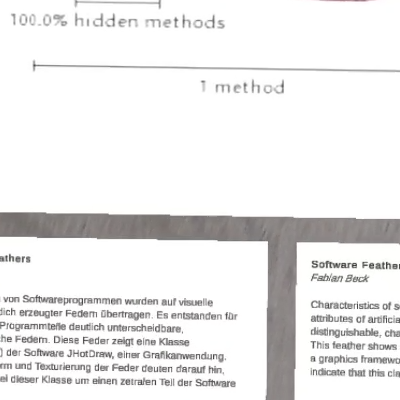 100.0% hidden methods
1 method
athers
von Softwareprogrammen wurden auf visuelle
dlich erzeugter Federn übertragen. Es entstanden für
Programmteile deutlich unterscheidbare,
he Federn. Diese Feder zeigt eine Klasse
) der Software JHotDraw, einer Grafikanwendung.
rm und Texturierung der Feder deuten darauf hin,
ei dieser Klasse um einen zetralen Teil der Software
Software Feather
Fabian Beck
Characteristics of s
attributes of artificia
distinguishable, cha
This feather shows
a graphics framewo
indicate that this cla